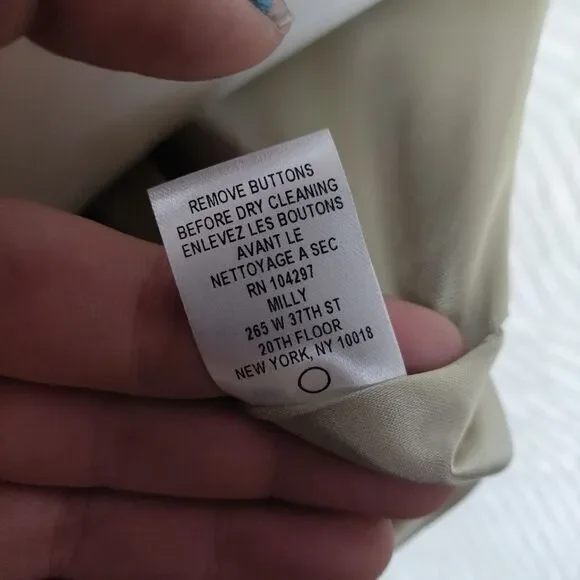 REMOVE BUTTONS
BEFORE DRY CLEANING
ENLEVEZ LES BOUTONS
AVANT LE
NETTOYAGE A SEC
RN 104297
MILLY
265 W 37TH ST
20TH FLOOR
NEW YORK, NY 10018